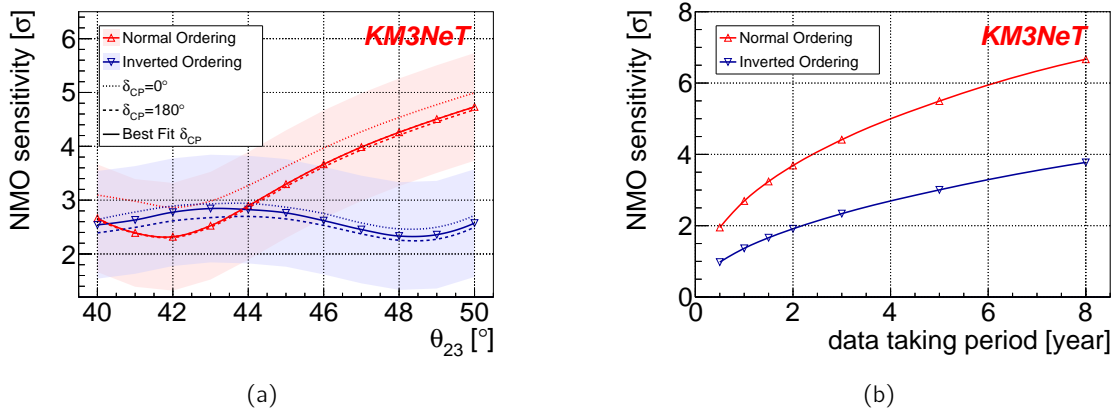 KM3NeT
Normal Ordering
Inverted Ordering
δCP=0°
δCP=180°
Best Fit δCP
NMO sensitivity [σ]
6
5
4
3
2
40 42 44 46 48 50
θ23 [°]
(a)
KM3NeT
Normal Ordering
Inverted Ordering
NMO sensitivity [σ]
8
6
4
2
0
0 2 4 6 8
data taking period [year]
(b)